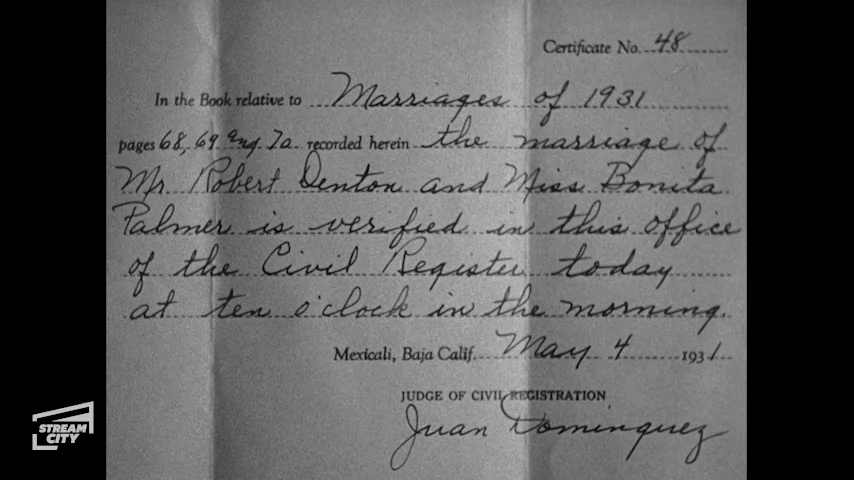 Certificate No. 48
In the Book relative to Marriages of 1931
pages 68, 69 and 70 recorded herein the marriage of
Mr. Robert Denton and Miss Bonita
Palmer is verified in this office
of the Civil Register today
at ten o'clock in the morning.
Mexicali, Baja Calif. May 4 1931
JUDGE OF CIVIL REGISTRATION
Juan Dominguez
STREAM
CITY